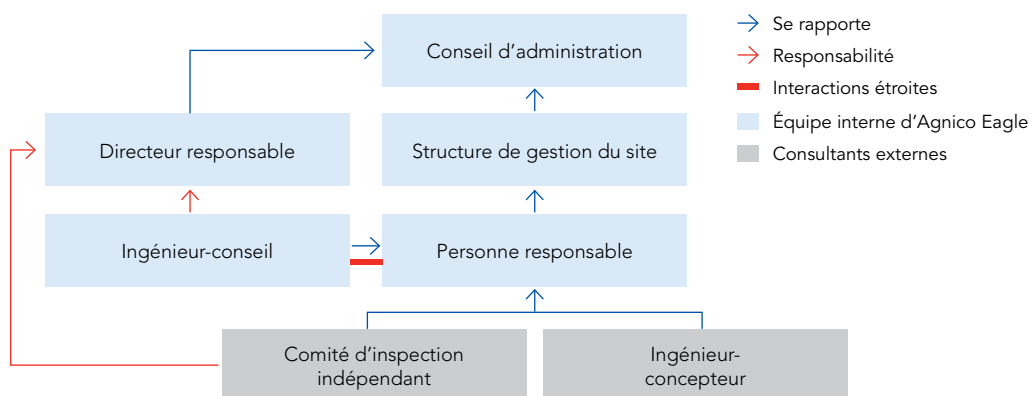 Conseil d'administration
Se rapporte
Responsabilité
Interactions étroites
Équipe interne d'Agnico Eagle
Consultants externes
Directeur responsable
Structure de gestion du site
Ingénieur-conseil
Personne responsable
Comité d'inspection
indépendant
Ingénieur-
concepteur